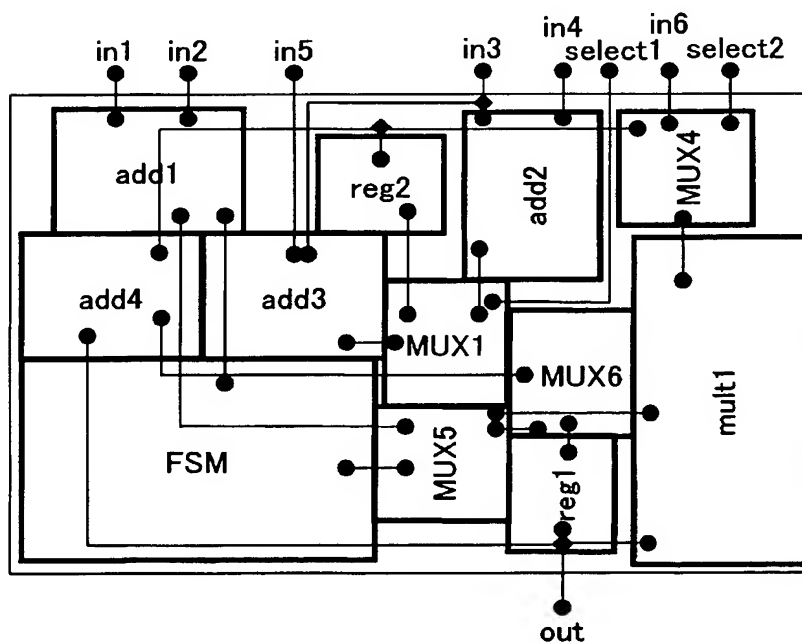 in1
in2
in5
in3
in4
select1
in6
select2
add1
reg2
add2
MUX4
add4
add3
MUX1
MUX6
mult1
FSM
MUX5
reg1
out